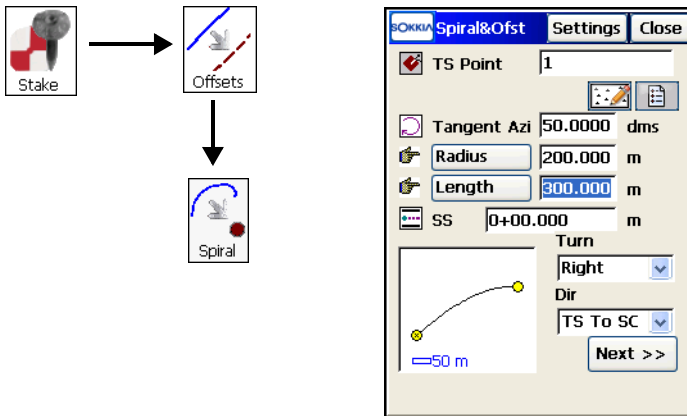 Stake
Offsets
Spiral
SOKKIA Spiral&Ofst Settings Close
TS Point 1
Tangent Azi 50.0000 dms
Radius 200.000 m
Length 300.000 m
SS 0+00.000 m
Turn
Right
Dir
TS To SC
50 m
Next >>